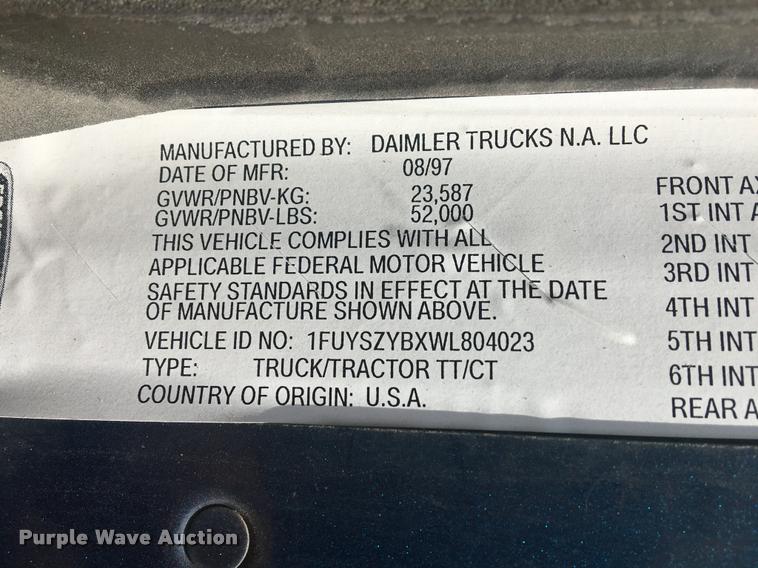 MANUFACTURED BY: DAIMLER TRUCKS N.A. LLC
DATE OF MFR: 08/97
GVWR/PNBV-KG: 23,587
GVWR/PNBV-LBS: 52,000
THIS VEHICLE COMPLIES WITH ALL
APPLICABLE FEDERAL MOTOR VEHICLE
SAFETY STANDARDS IN EFFECT AT THE DATE
OF MANUFACTURE SHOWN ABOVE.
VEHICLE ID NO: 1FUYSZYBXWL804023
TYPE: TRUCK/TRACTOR TT/CT
COUNTRY OF ORIGIN: U.S.A.
FRONT AX
1ST INT A
2ND INT
3RD INT
4TH INT
5TH INT
6TH INT
REAR A
Purple Wave Auction